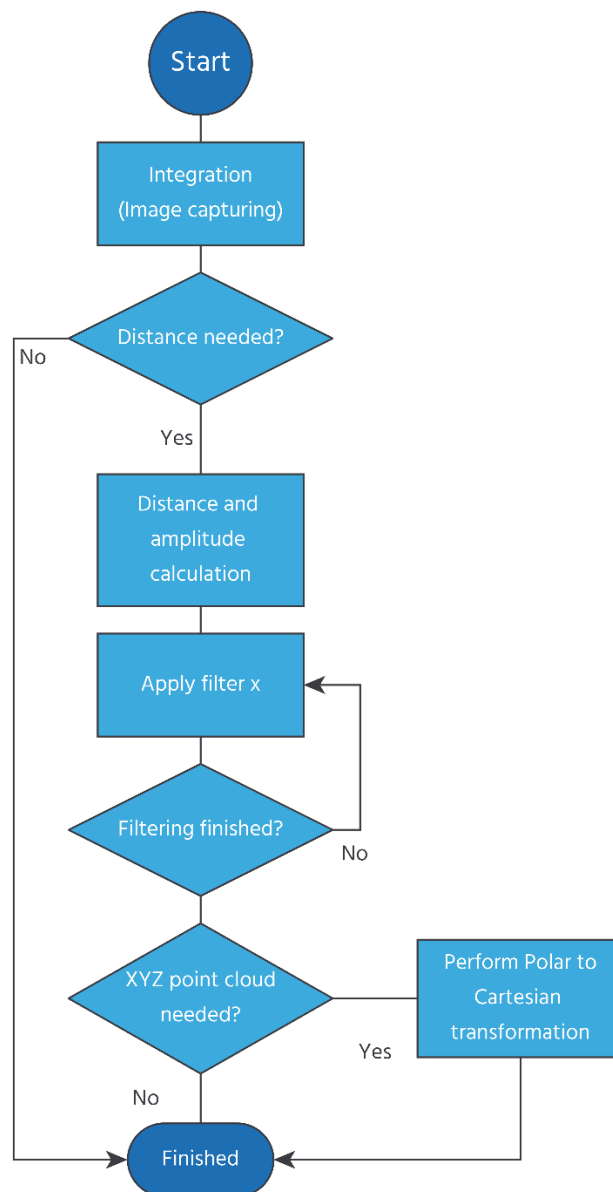 Start
Integration
(Image capturing)
Distance needed?
No
Yes
Distance and
amplitude
calculation
Apply filter x
Filtering finished?
No
XYZ point cloud
needed?
Perform Polar to
Cartesian
transformation
Yes
No
Finished